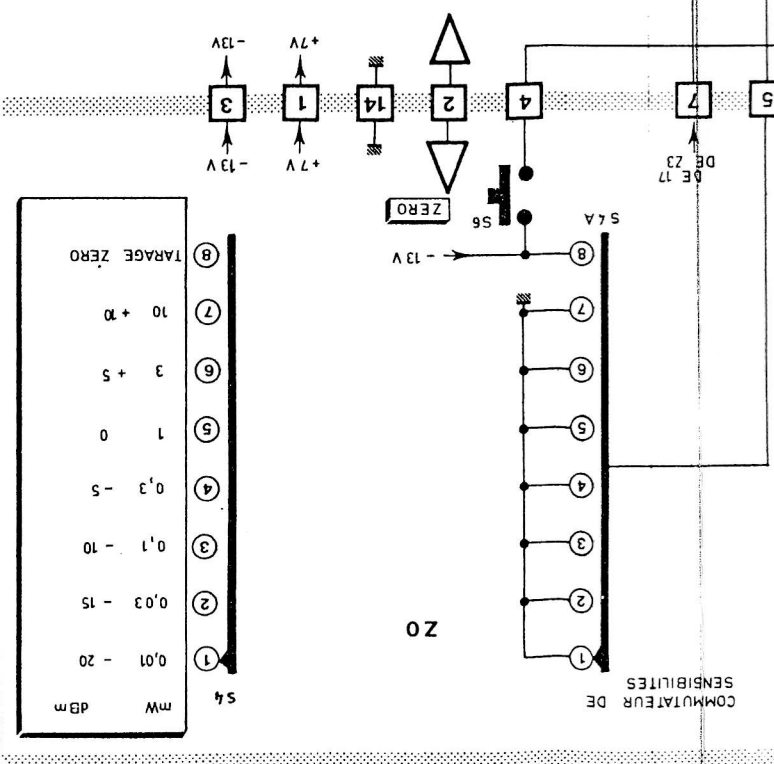 COMMUTATEUR DE
SENSIBILITES
1
2
3
4
5
6
7
8
S4A
ZO
- 13 V
S6
ZERO
DE 17
DE 23
S4
mW dBm
1 0,01 - 20
2 0,03 - 15
3 0,1 - 10
4 0,3 - 5
5 1 0
6 3 + 5
7 10 + 10
8 TARAGE ZERO
+7V
-13V
5 7 4 2 14 1 3
+7V
-13V